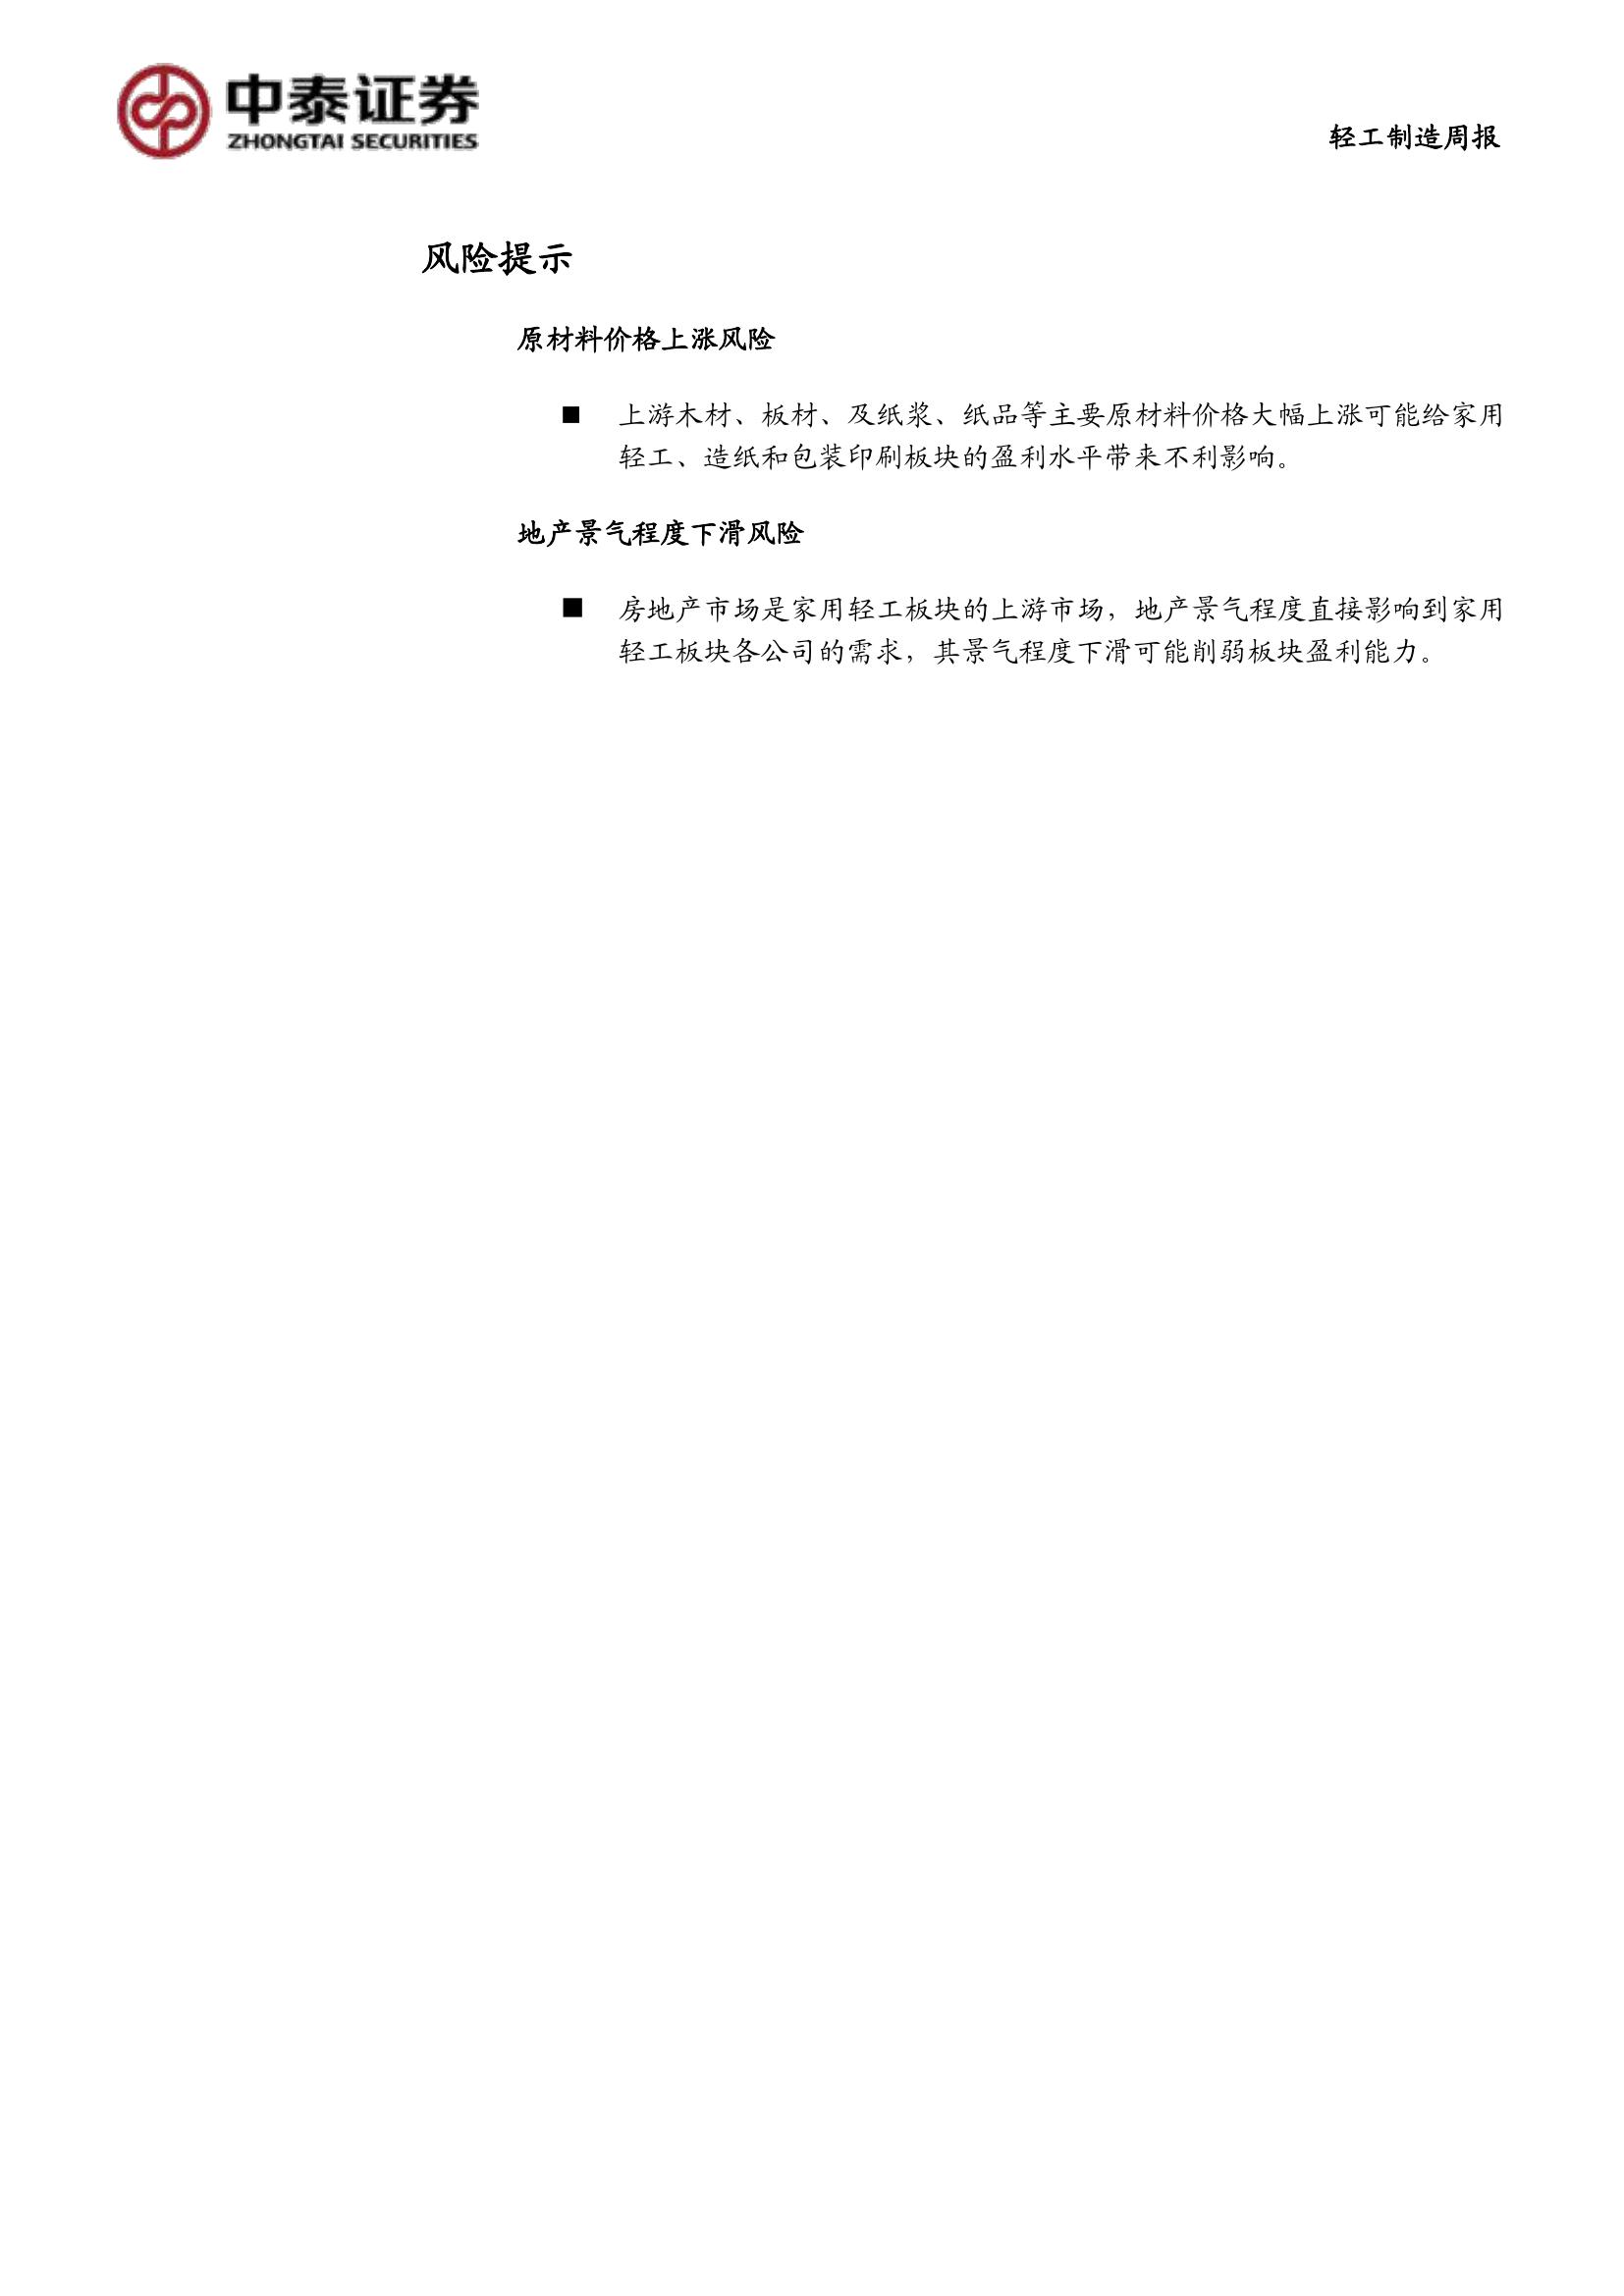 中泰证券
ZHONGTAI SECURITIES
轻工制造周报
风险提示
原材料价格上涨风险
■ 上游木材、板材、及纸浆、纸品等主要原材料价格大幅上涨可能给家用
轻工、造纸和包装印刷板块的盈利水平带来不利影响。
地产景气程度下滑风险
■ 房地产市场是家用轻工板块的上游市场，地产景气程度直接影响到家用
轻工板块各公司的需求，其景气程度下滑可能削弱板块盈利能力。